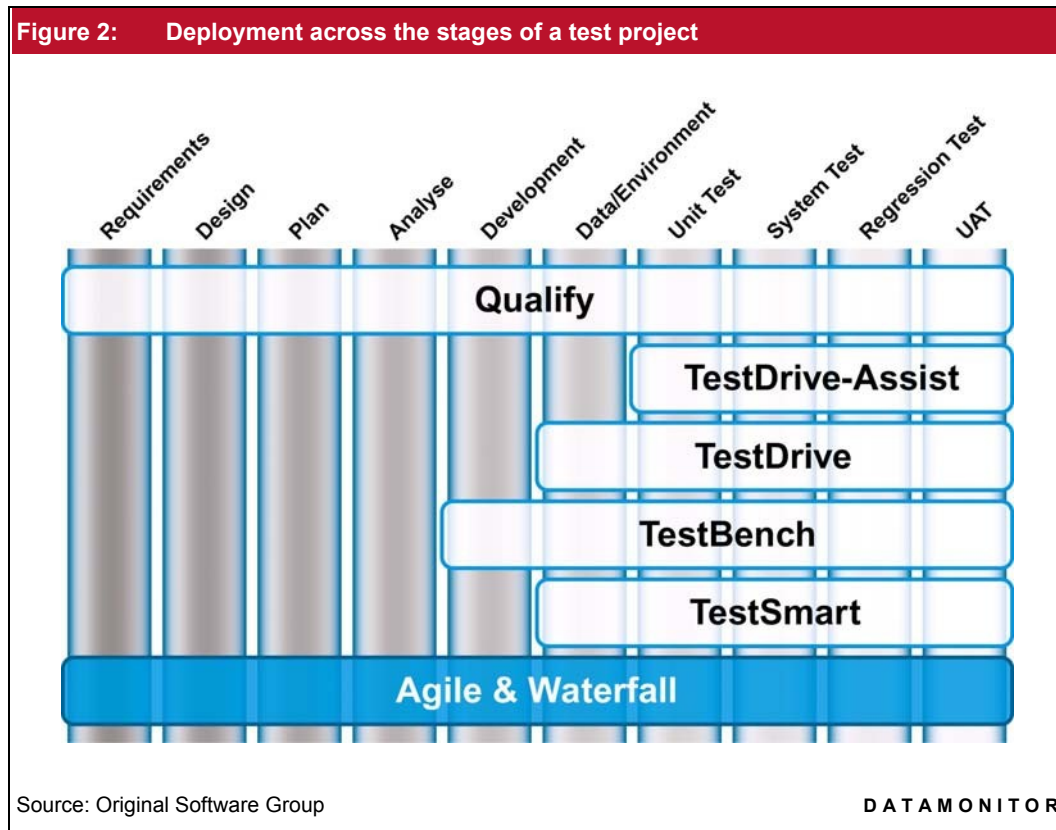 Figure 2: Deployment across the stages of a test project
Requirements
Design
Plan
Analyse
Development
Data/Environment
Unit Test
System Test
Regression Test
UAT
Qualify
TestDrive-Assist
TestDrive
TestBench
TestSmart
Agile & Waterfall
Source: Original Software Group
DATAMONITOR